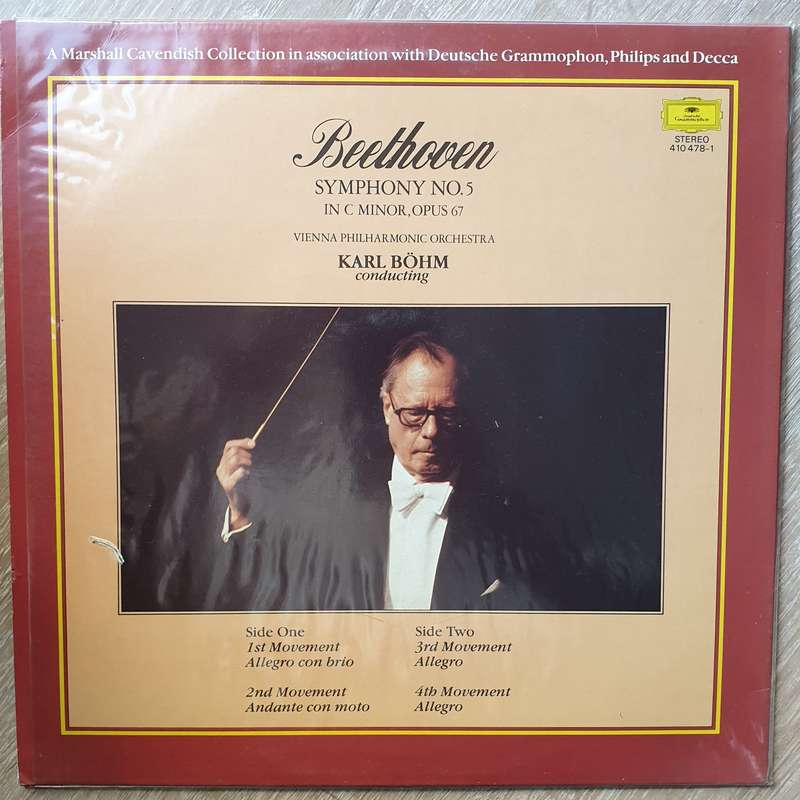 A Marshall Cavendish Collection in association with Deutsche Grammophon, Philips and Decca
Deutsche
Grammophon
STEREO
410 478-1
Beethoven
SYMPHONY NO. 5
IN C MINOR, OPUS 67
VIENNA PHILHARMONIC ORCHESTRA
KARL BÖHM
conducting
Side One
1st Movement
Allegro con brio
2nd Movement
Andante con moto
Side Two
3rd Movement
Allegro
4th Movement
Allegro